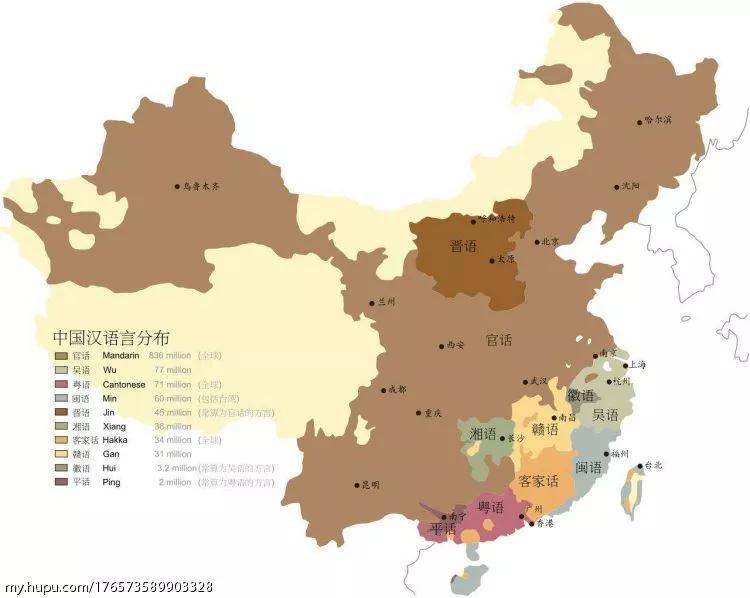 哈尔滨
乌鲁木齐
沈阳
呼和浩特
北京
晋语
太原
兰州
中国汉语言分布
官话 Mandarin 836 million (全球)
吴语 Wu 77 million
粤语 Cantonese 71 million (全球)
闽语 Min 60 million (包括台湾)
晋语 Jin 45 million (常算为官话的方言)
湘语 Xiang 36 million
客家话 Hakka 34 million (全球)
赣语 Gan 31 million
徽语 Hui 3.2 million (常算为吴语的方言)
平话 Ping 2 million (常算为粤语的方言)
西安
官话
南京
上海
成都
武汉
杭州
徽语
重庆
吴语
南昌
赣语
湘语
长沙
福州
闽语
台北
客家话
昆明
粤语
广州
南宁
香港
平话
my.hupu.com/176573589903328